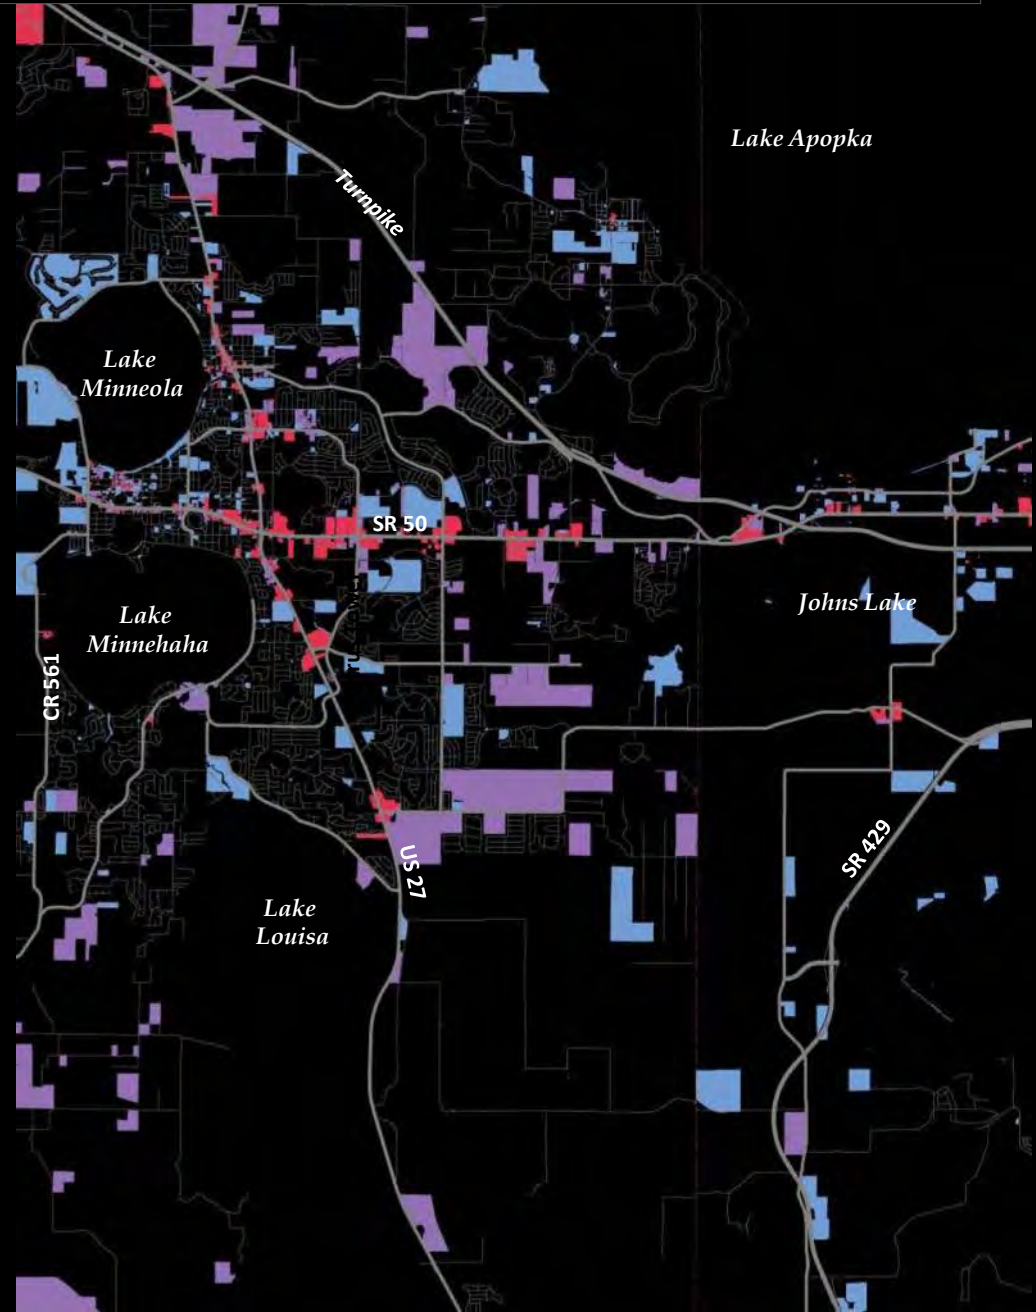 Lake Apopka
Turnpike
Lake
Minneola
SR 50
Johns Lake
Lake
Minnehaha
CR 561
SR 429
US 27
Lake
Louisa